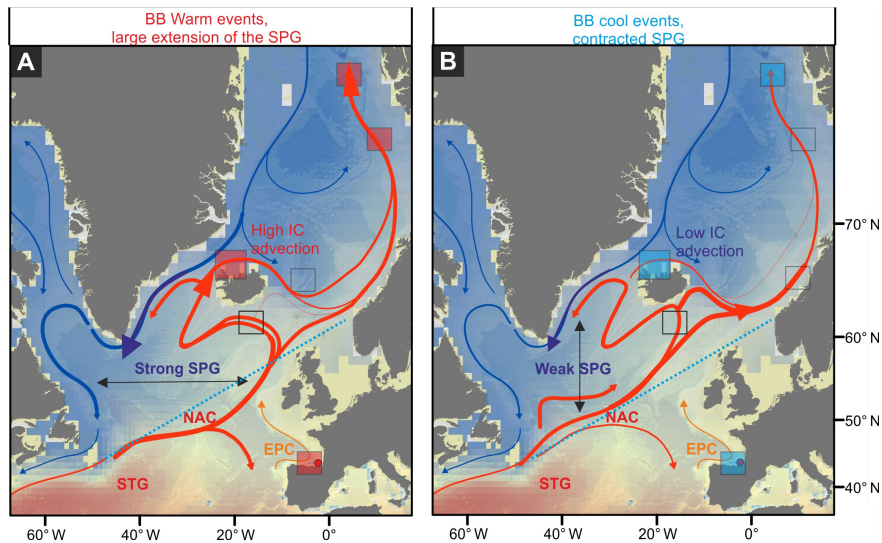 BB Warm events,
large extension of the SPG
BB cool events,
contracted SPG
A
High IC
advection
Strong SPG
NAC
EPC
STG
B
Low IC
advection
Weak SPG
NAC
EPC
STG
70° N
60° N
50° N
40° N
60° W
40° W
20° W
0°
60° W
40° W
20° W
0°